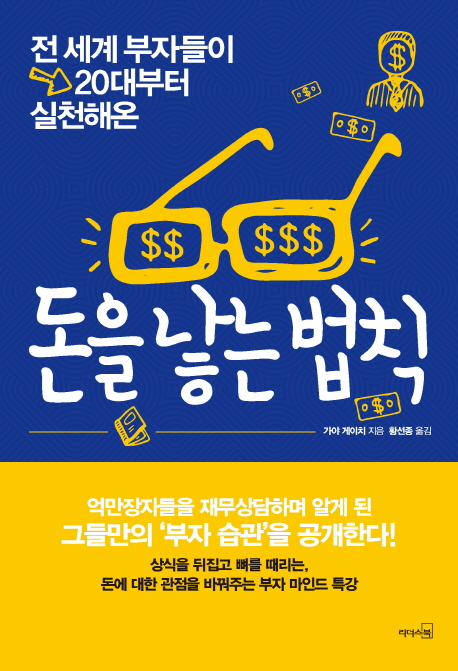 전 세계 부자들이
20대부터
실천해온
$
$
$
$$ $$$
돈을 낳는 법칙
$
가야 게이치 지음 황선종 옮김
억만장자들을 재무상담하며 알게 된
그들만의 '부자 습관'을 공개한다!
상식을 뒤집고 뼈를 때리는,
돈에 대한 관점을 바꿔주는 부자 마인드 특강
리더스북